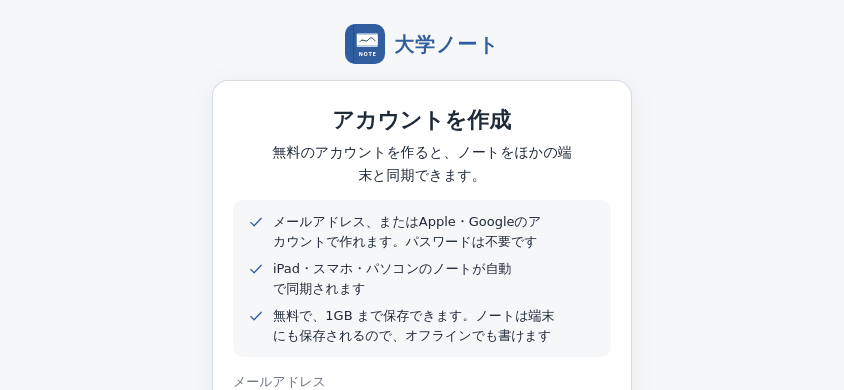 NOTE
大学ノート
アカウントを作成
無料のアカウントを作ると、ノートをほかの端
末と同期できます。
メールアドレス、またはApple・Googleのア
カウントで作れます。パスワードは不要です
iPad・スマホ・パソコンのノートが自動
で同期されます
無料で、1GB まで保存できます。ノートは端末
にも保存されるので、オフラインでも書けます
メールアドレス